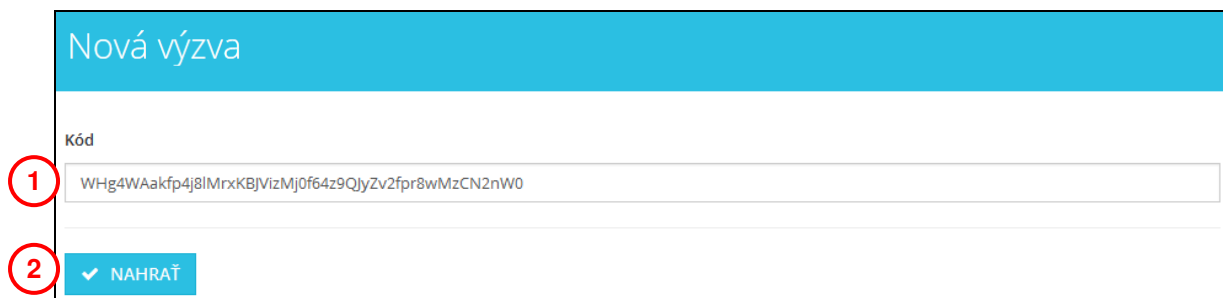 Nová výzva
Kód
1
WHg4WAakfp4j8lMrxKBJVizMj0f64z9QJyZv2fpr8wMzCN2nW0
2
NAHRAŤ